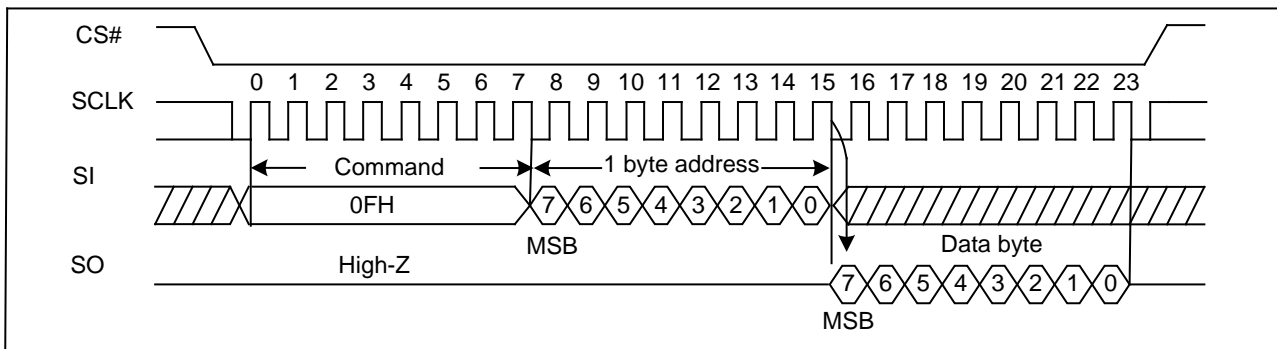 CS#
0 1 2 3 4 5 6 7 8 9 10 11 12 13 14 15 16 17 18 19 20 21 22 23
SCLK
Command 1 byte address
SI
0FH 7 6 5 4 3 2 1 0
MSB Data byte
SO High-Z
7 6 5 4 3 2 1 0
MSB